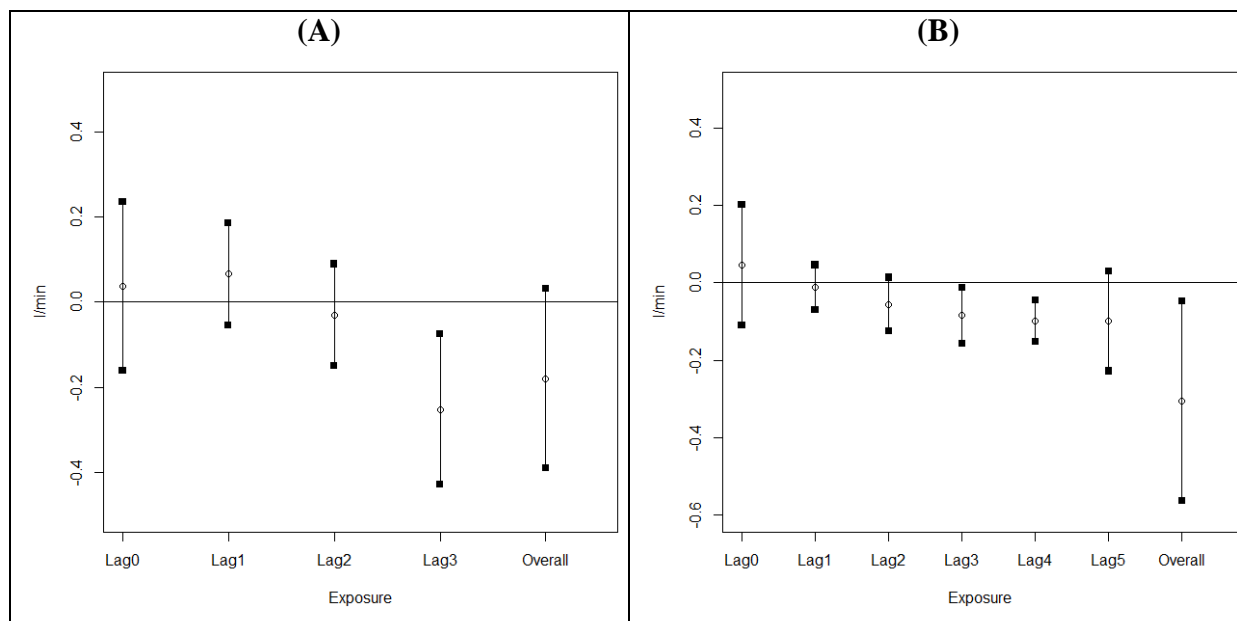 (A)
l/min
0.4
0.2
0.0
-0.2
-0.4
Lag0 Lag1 Lag2 Lag3 Overall
Exposure
(B)
l/min
0.4
0.2
0.0
-0.2
-0.4
-0.6
Lag0 Lag1 Lag2 Lag3 Lag4 Lag5 Overall
Exposure